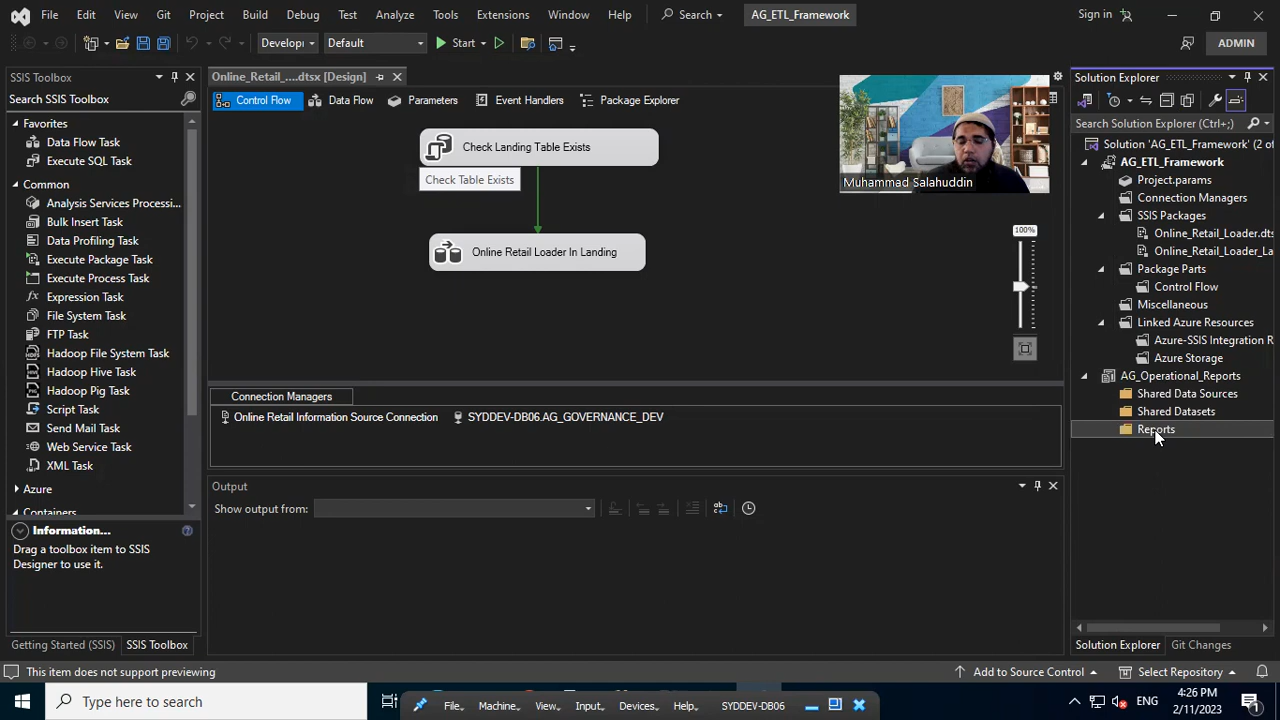 File Edit View Git Project Build Debug Test Analyze Tools Extensions Window Help Search AG_ETL_Framework Sign in
Developi Default Start ADMIN
SSIS Toolbox
Search SSIS Toolbox
Favorites
Data Flow Task
Execute SQL Task
Common
Analysis Services Processi...
Bulk Insert Task
Data Profiling Task
Execute Package Task
Execute Process Task
Expression Task
File System Task
FTP Task
Hadoop File System Task
Hadoop Hive Task
Hadoop Pig Task
Script Task
Send Mail Task
Web Service Task
XML Task
Azure
Containers
Information...
Drag a toolbox item to SSIS
Designer to use it.
Getting Started (SSIS) SSIS Toolbox
Online_Retail_....dtsx [Design]
Control Flow Data Flow Parameters Event Handlers Package Explorer
Check Landing Table Exists
Check Table Exists
Online Retail Loader In Landing
Muhammad Salahuddin
100%
Connection Managers
Online Retail Information Source Connection SYDDEV-DB06.AG_GOVERNANCE_DEV
Output
Show output from:
Solution Explorer
Search Solution Explorer (Ctrl+;)
Solution 'AG_ETL_Framework' (2 of
AG_ETL_Framework
Project.params
Connection Managers
SSIS Packages
Online_Retail_Loader.dts
Online_Retail_Loader_La
Package Parts
Control Flow
Miscellaneous
Linked Azure Resources
Azure-SSIS Integration R
Azure Storage
AG_Operational_Reports
Shared Data Sources
Shared Datasets
Reports
Solution Explorer Git Changes
This item does not support previewing Add to Source Control Select Repository
Type here to search
File.. Machine.. View.. Input.. Devices.. Help.. SYDDEV-DB06
ENG
4:26 PM
2/11/2023
1